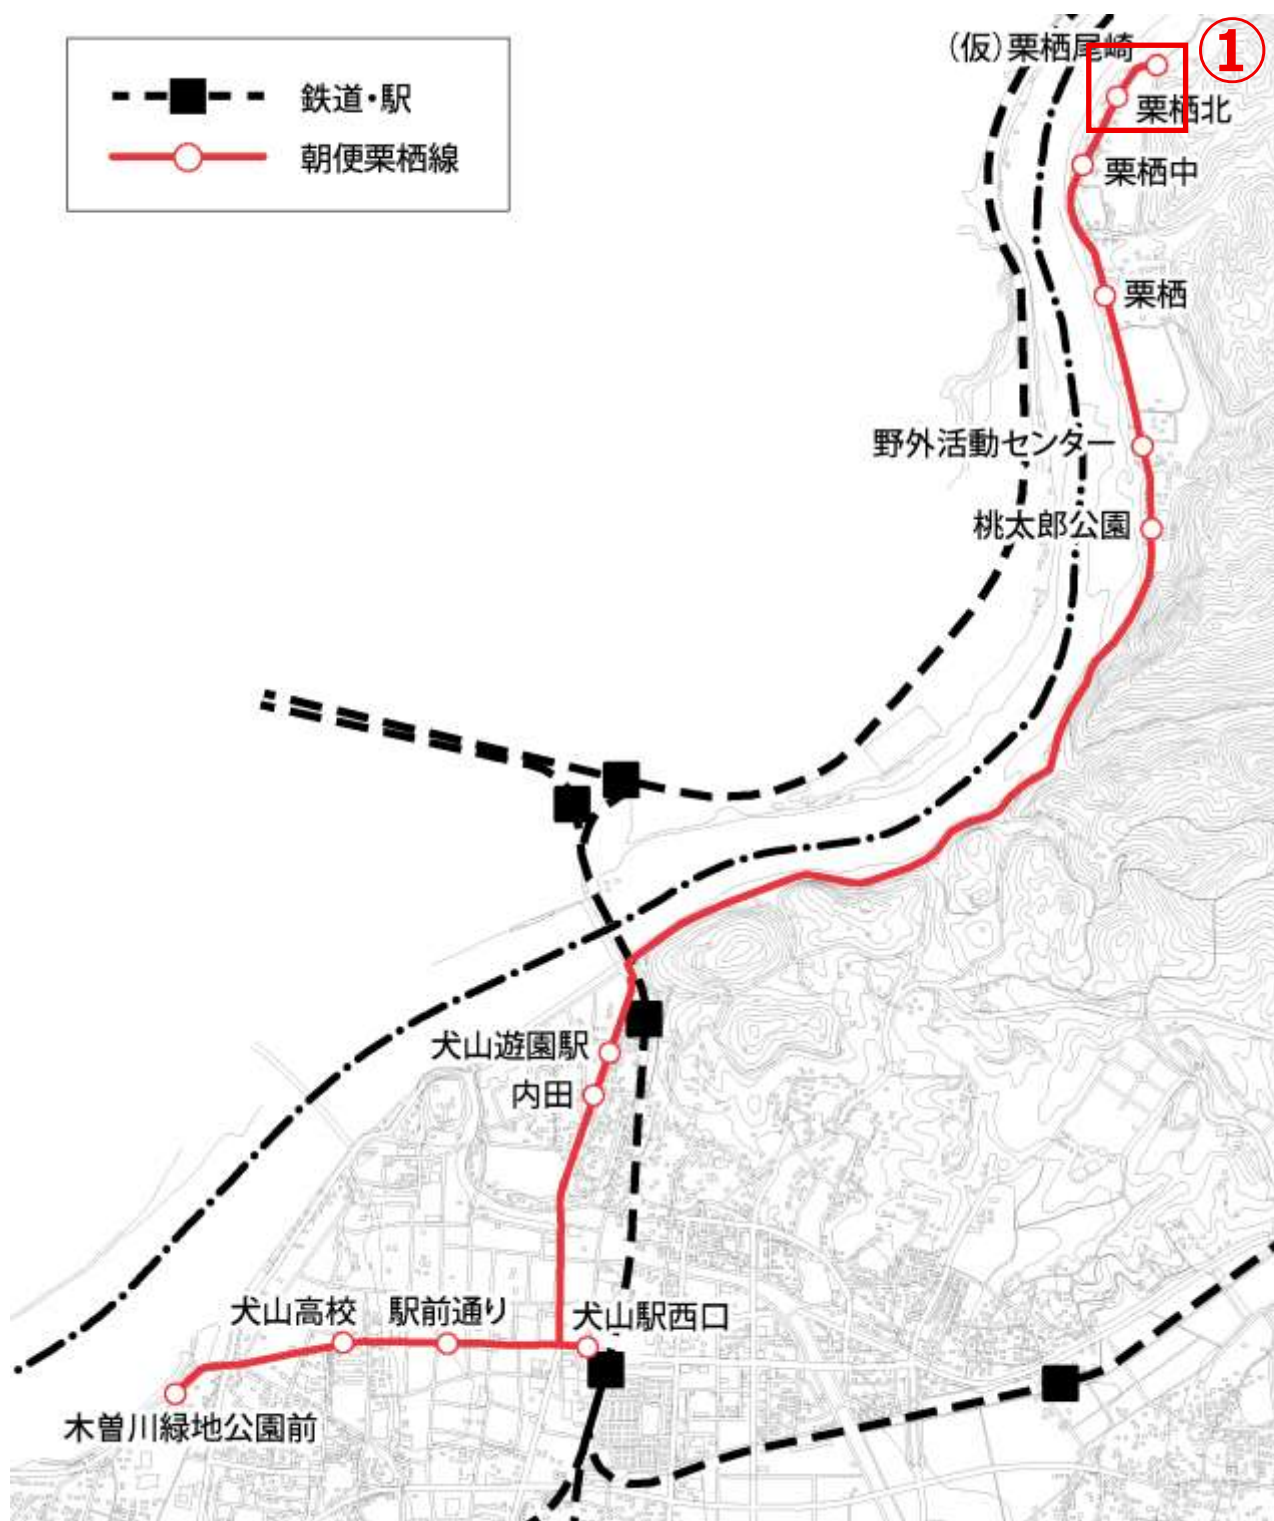 鉄道・駅
朝便栗栖線
(仮)栗栖尾崎
①
栗栖北
栗栖中
栗栖
野外活動センター
桃太郎公園
犬山遊園駅
内田
犬山高校
駅前通り
犬山駅西口
木曽川緑地公園前